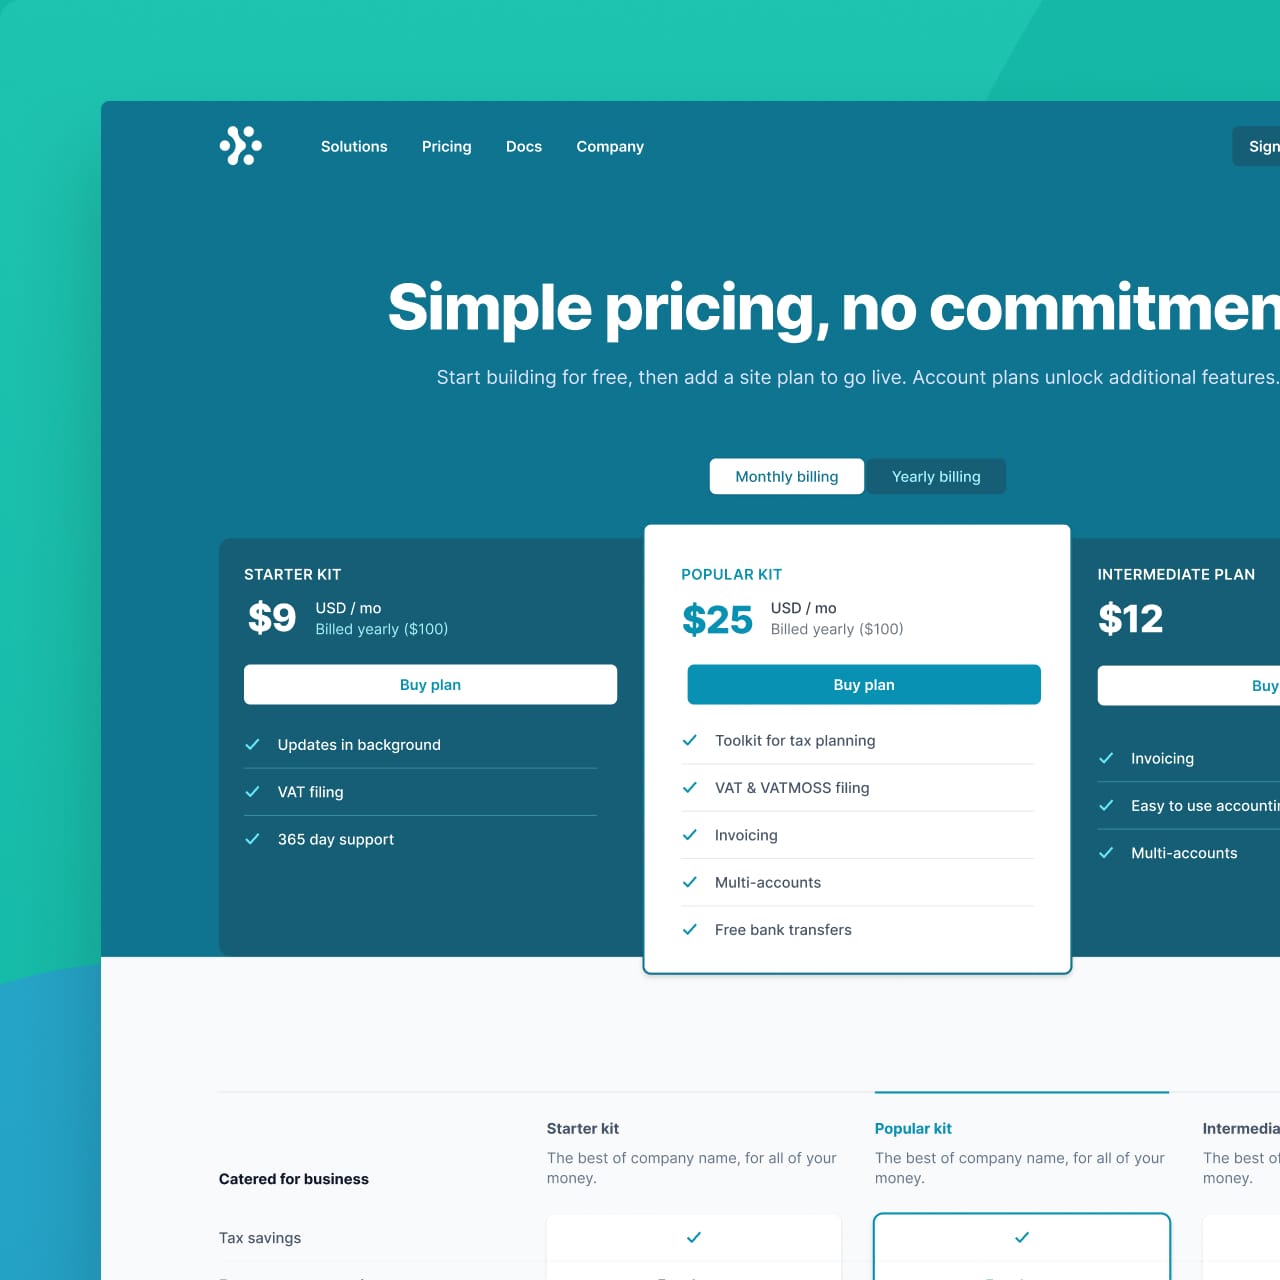 Solutions Pricing Docs Company Sign
Simple pricing, no commitmen
Start building for free, then add a site plan to go live. Account plans unlock additional features.
Monthly billing Yearly billing
STARTER KIT
$9 USD / mo
Billed yearly ($100)
Buy plan
Updates in background
VAT filing
365 day support
POPULAR KIT
$25 USD / mo
Billed yearly ($100)
Buy plan
Toolkit for tax planning
VAT & VATMOSS filing
Invoicing
Multi-accounts
Free bank transfers
INTERMEDIATE PLAN
$12
Buy
Invoicing
Easy to use accountin
Multi-accounts
Catered for business
Starter kit
The best of company name, for all of your
money.
Popular kit
The best of company name, for all of your
money.
Intermedia
The best of
money.
Tax savings